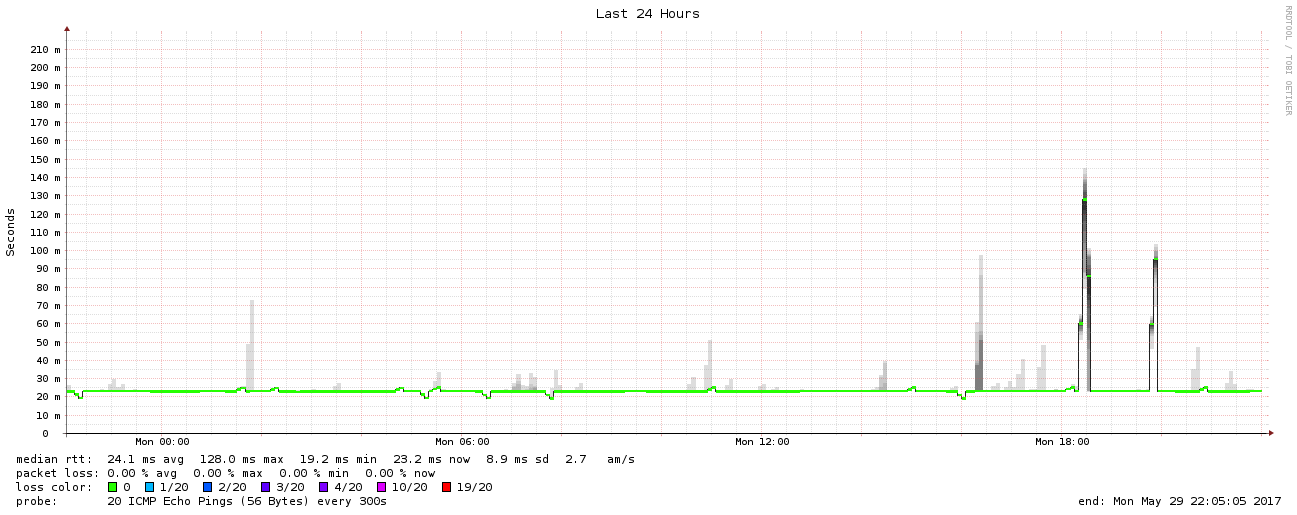 Last 24 Hours
RRDTOOL / TOBI OETIKER
Seconds
210 m
200 m
190 m
180 m
170 m
160 m
150 m
140 m
130 m
120 m
110 m
100 m
90 m
80 m
70 m
60 m
50 m
40 m
30 m
20 m
10 m
0
Mon 00:00 Mon 06:00 Mon 12:00 Mon 18:00
median rtt: 24.1 ms avg 128.0 ms max 19.2 ms min 23.2 ms now 8.9 ms sd 2.7 am/s
packet loss: 0.00 % avg 0.00 % max 0.00 % min 0.00 % now
loss color: 0 1/20 2/20 3/20 4/20 10/20 19/20
probe: 20 ICMP Echo Pings (56 Bytes) every 300s end: Mon May 29 22:05:05 2017